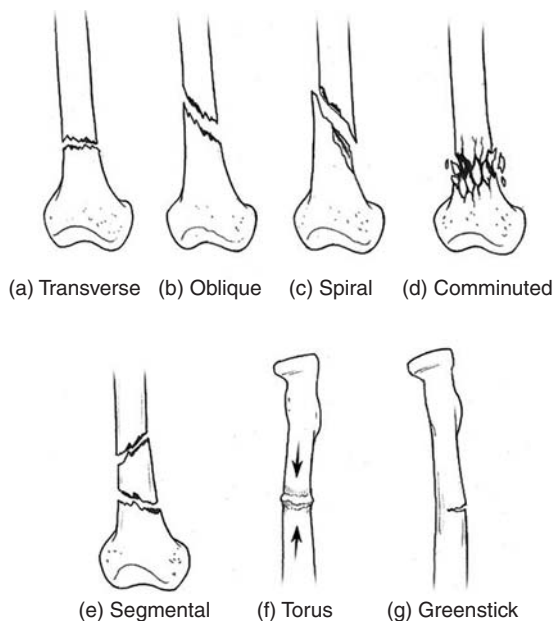 (a) Transverse (b) Oblique (c) Spiral (d) Comminuted
(e) Segmental (f) Torus (g) Greenstick